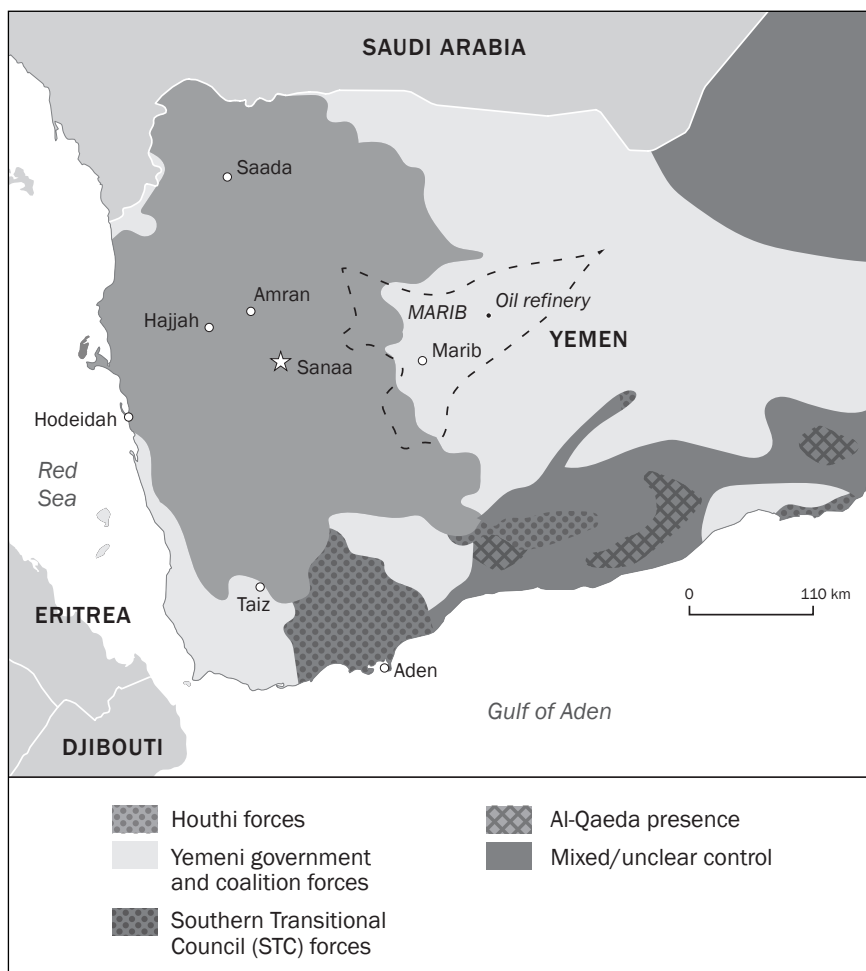 SAUDI ARABIA
Saada
Amran
Hajjah
MARIB
Oil refinery
YEMEN
Marib
Sanaa
Hodeidah
Red
Sea
Taiz
0
110 km
ERITREA
Aden
Gulf of Aden
DJIBOUTI
Houthi forces
Yemeni government
and coalition forces
Southern Transitional
Council (STC) forces
Al-Qaeda presence
Mixed/unclear control